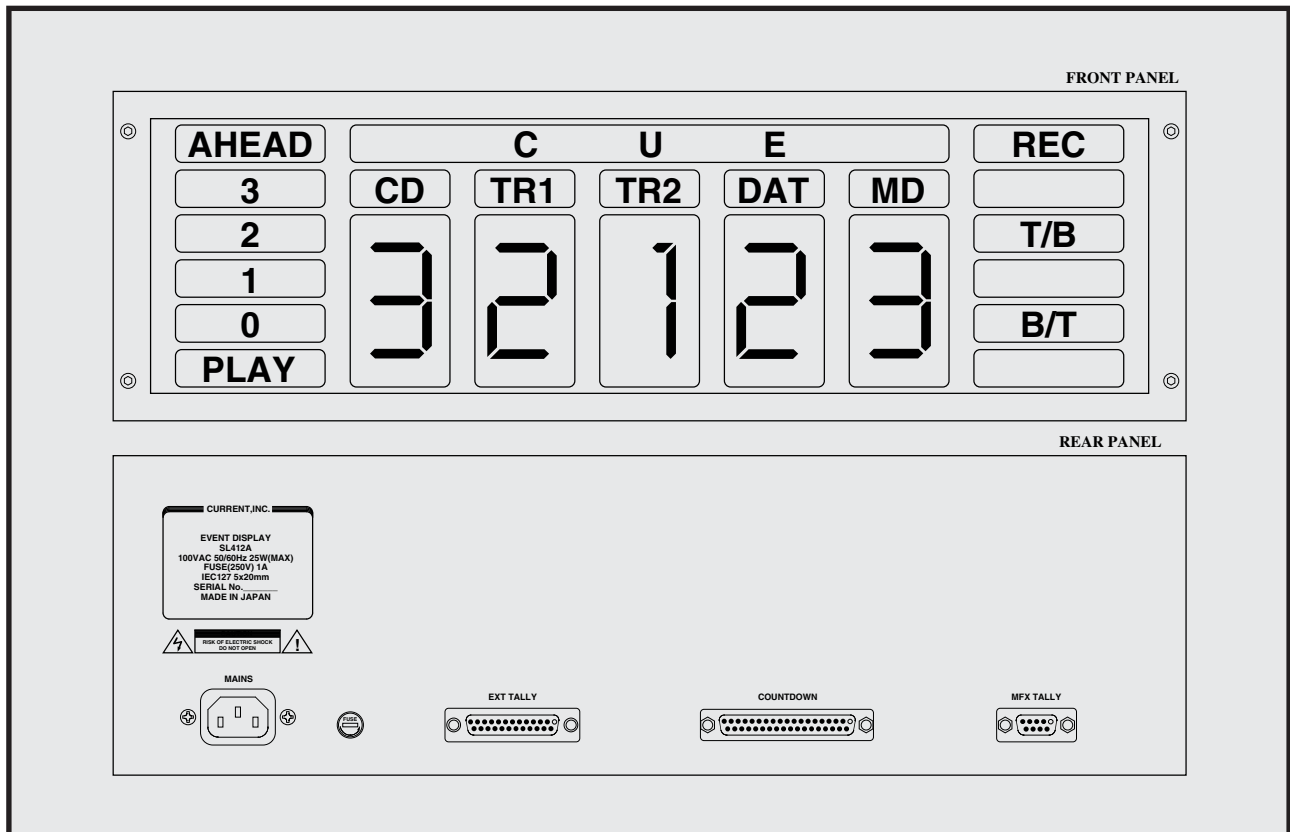 FRONT PANEL
AHEAD C U E REC
3 CD TR1 TR2 DAT MD
2 T/B
1
0 B/T
PLAY
3 2 1 2 3
REAR PANEL
CURRENT,INC.
EVENT DISPLAY
SL412A
100VAC 50/60Hz 25W(MAX)
FUSE(250V) 1A
IEC127 5x20mm
SERIAL No.______
MADE IN JAPAN
RISK OF ELECTRIC SHOCK
DO NOT OPEN
MAINS
FUSE
EXT TALLY
COUNTDOWN
MFX TALLY